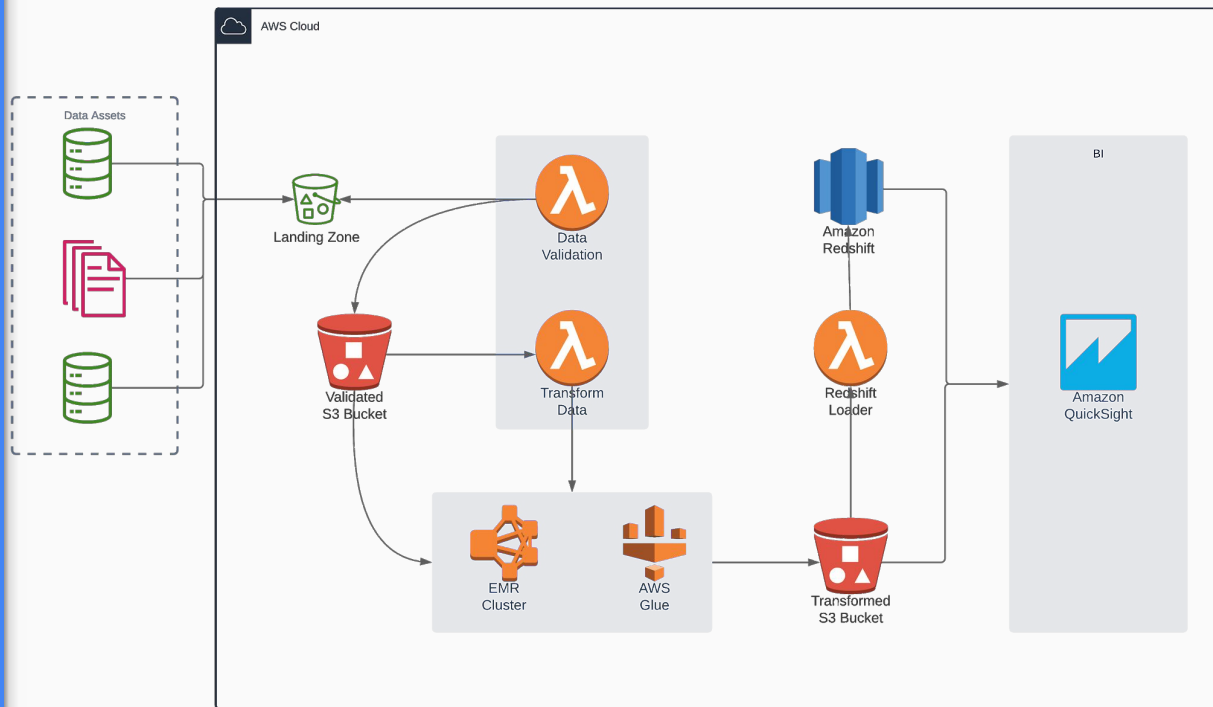 AWS Cloud
Data Assets
Landing Zone
Data
Validation
Validated
S3 Bucket
Transform
Data
EMR
Cluster
AWS
Glue
Amazon
Redshift
Redshift
Loader
Transformed
S3 Bucket
BI
Amazon
QuickSight